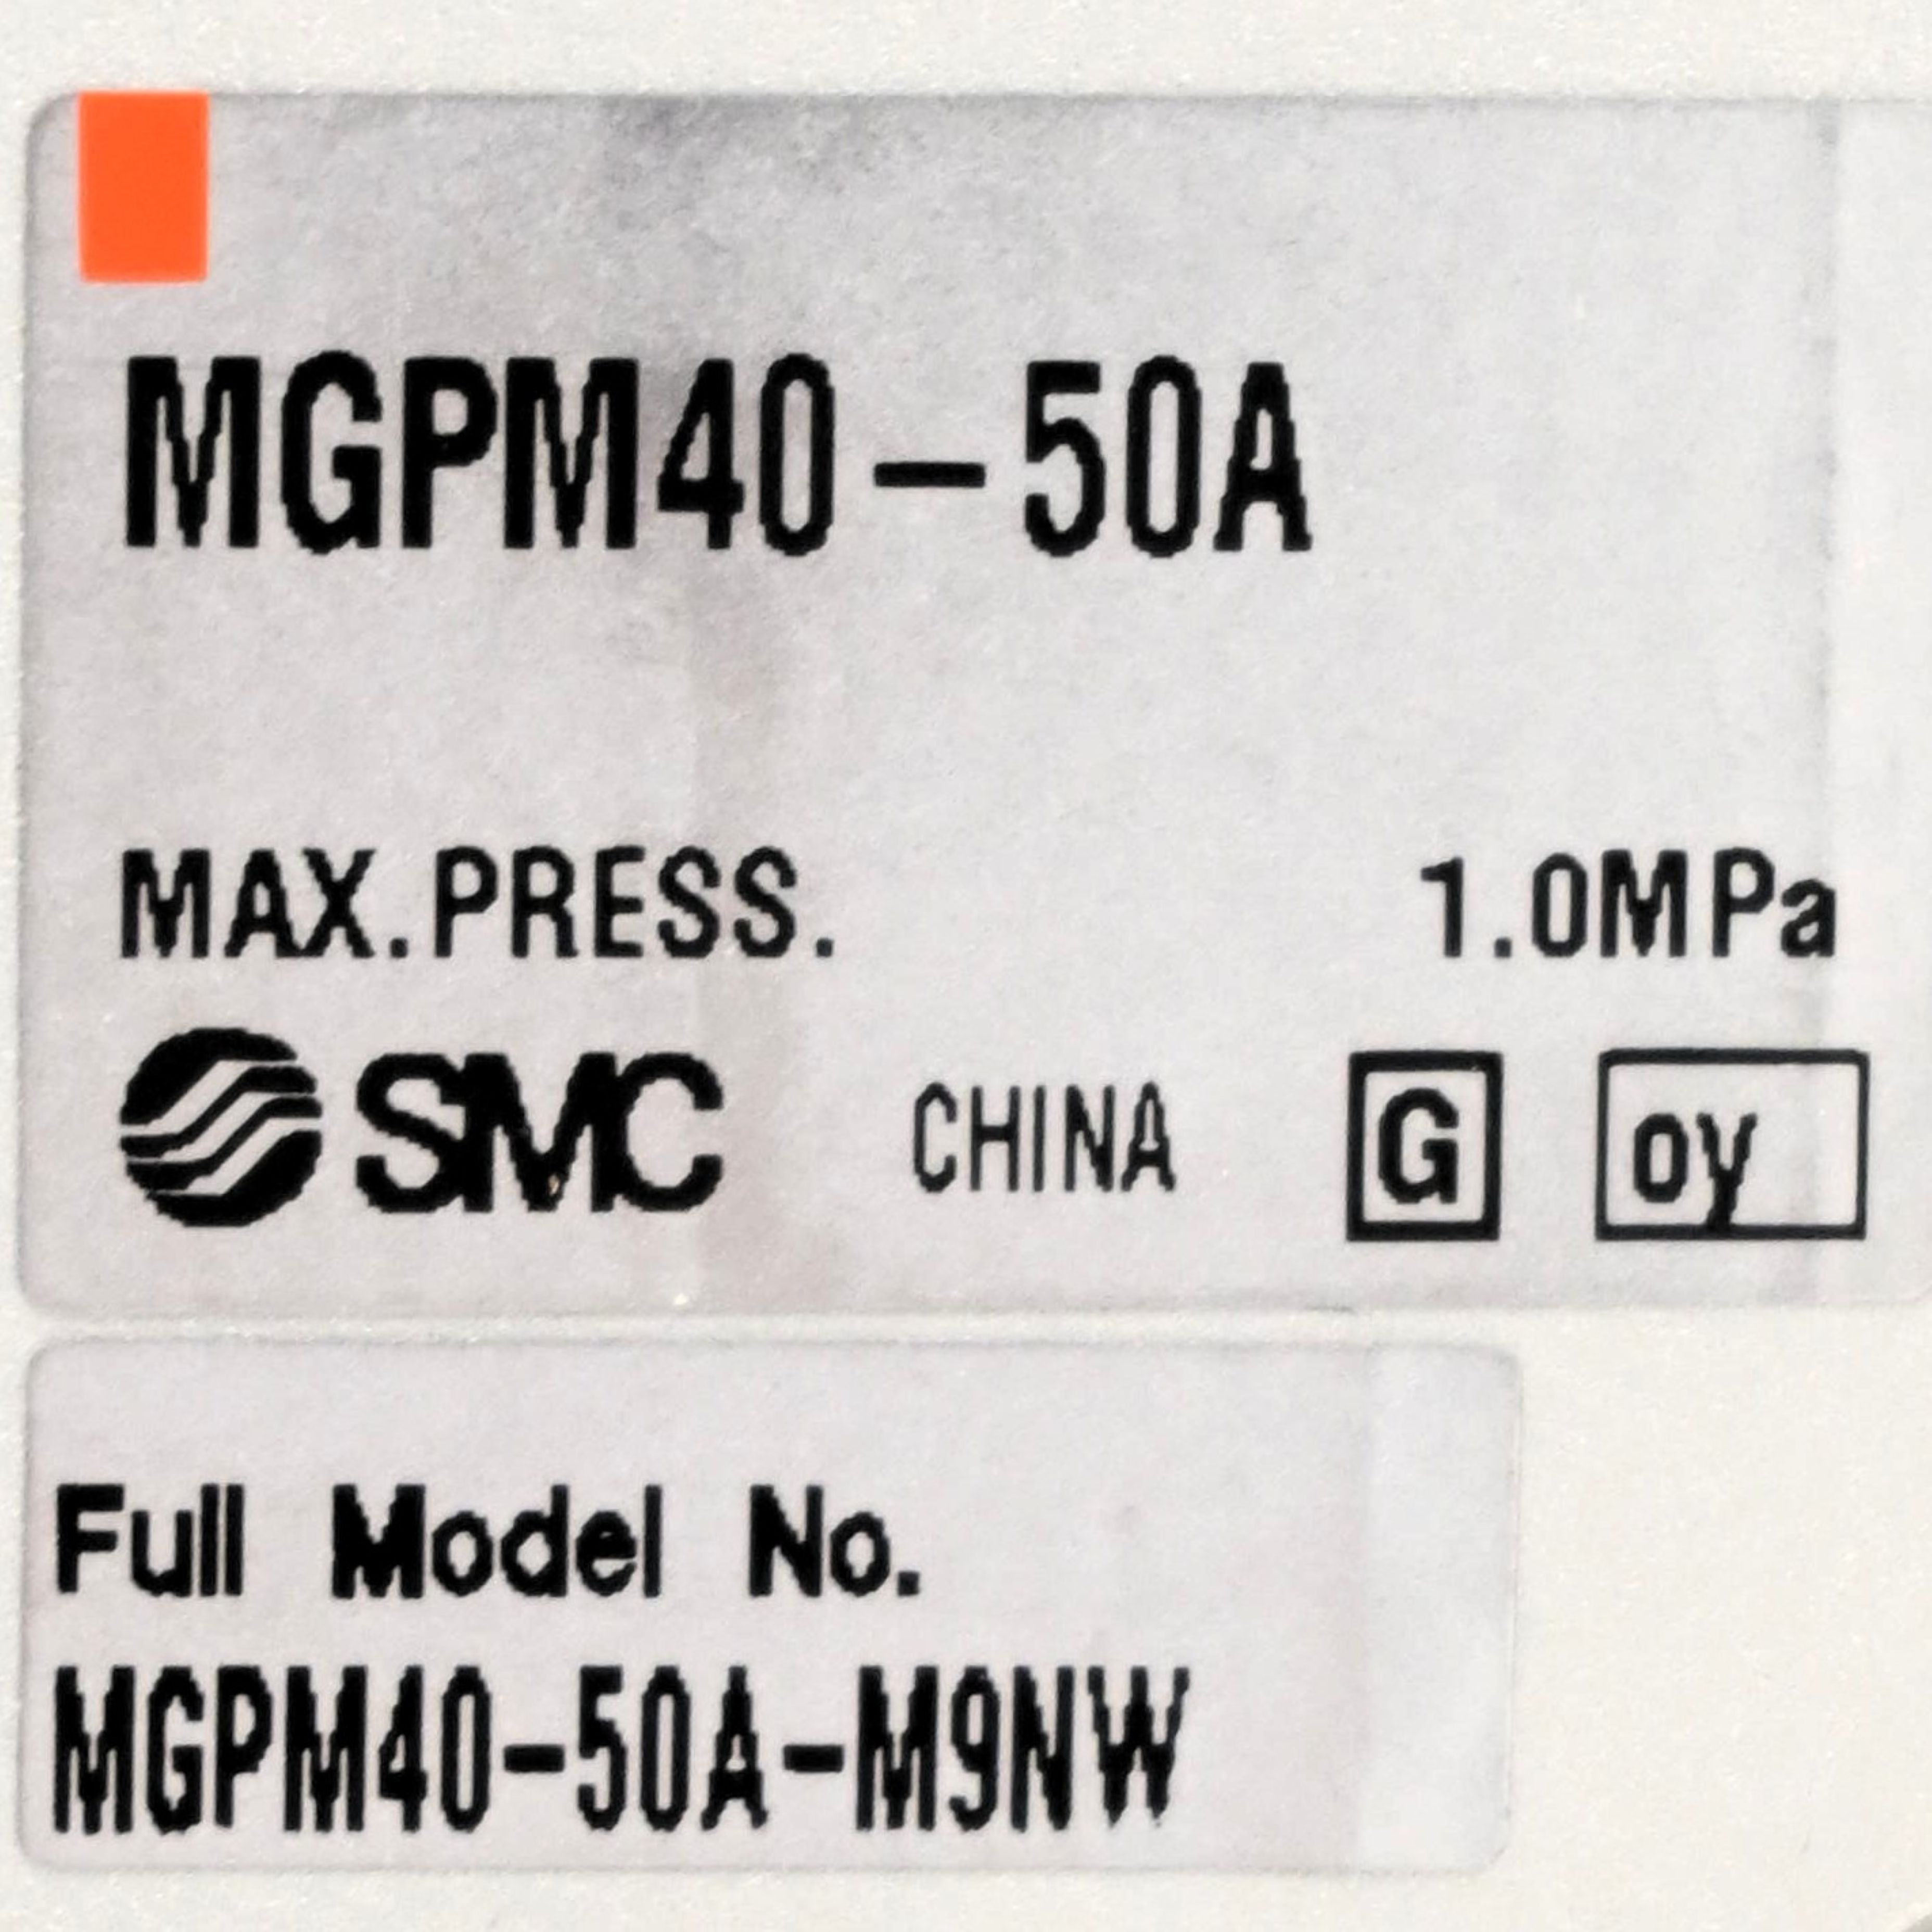 MGPM40-50A
MAX.PRESS. 1.0MPa
SMC CHINA G oy
Full Model No.
MGPM40-50A-M9NW